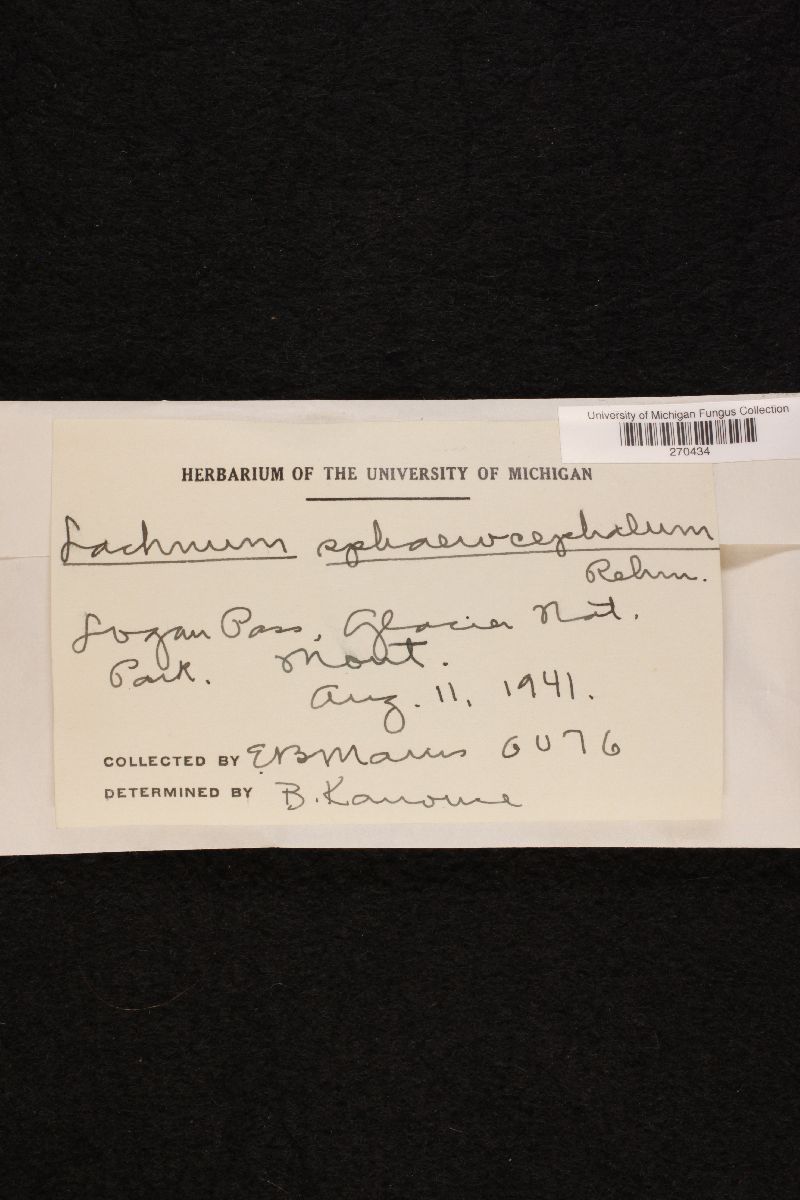 University of Michigan Fungus Collection
270434
HERBARIUM OF THE UNIVERSITY OF MICHIGAN
Lachnum sphaerocephalum
Rehm.
Logan Pass, Glacier Nat.
Park. Mont.
Aug. 11, 1941.
COLLECTED BY EB Mains 6076
DETERMINED BY B. Kanouse